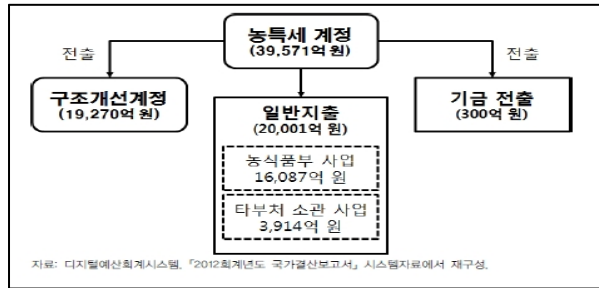 농특세 계정
(39,571억 원)
전출
전출
구조개선계정
(19,270억 원)
일반지출
(20,001억 원)
기금 전출
(300억 원)
농식품부 사업
16,087억 원
타부처 소관 사업
3,914억 원
자료: 디지털예산회계시스템, 「2012회계년도 국가결산보고서」 시스템자료에서 재구성.